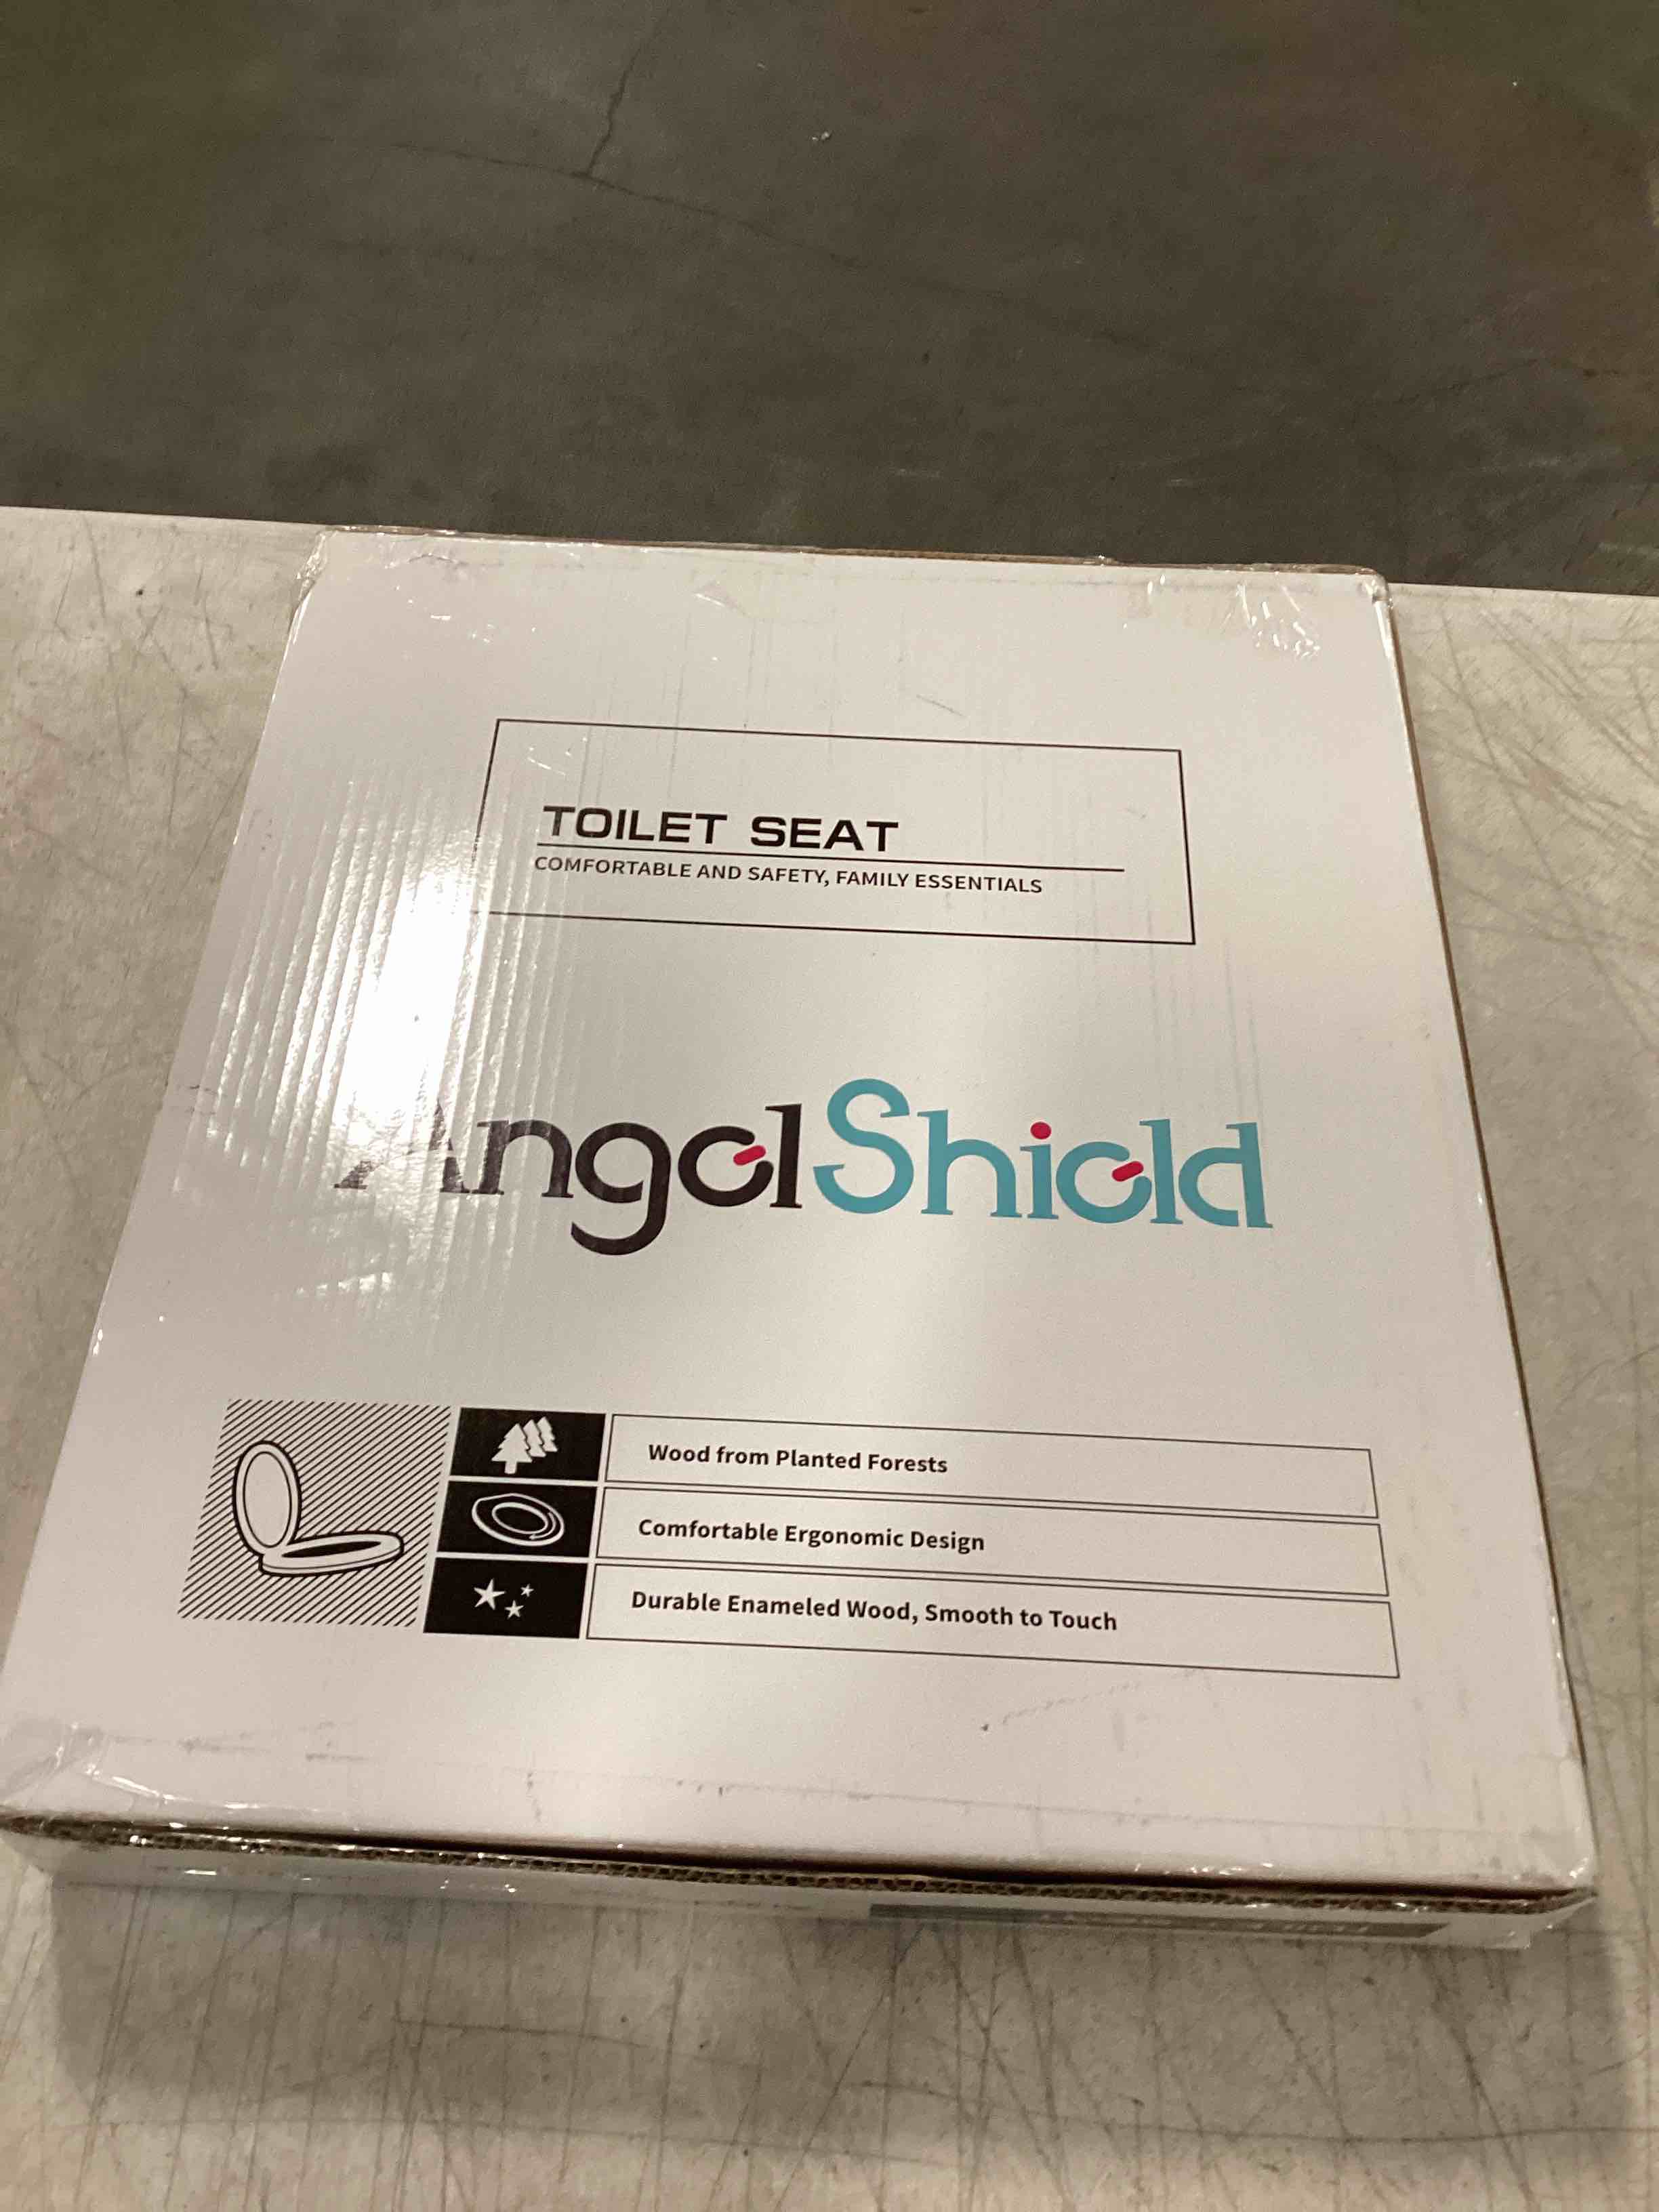 TOILET SEAT
COMFORTABLE AND SAFETY, FAMILY ESSENTIALS
AngelShield
Wood from Planted Forests
Comfortable Ergonomic Design
Durable Enameled Wood, Smooth to Touch